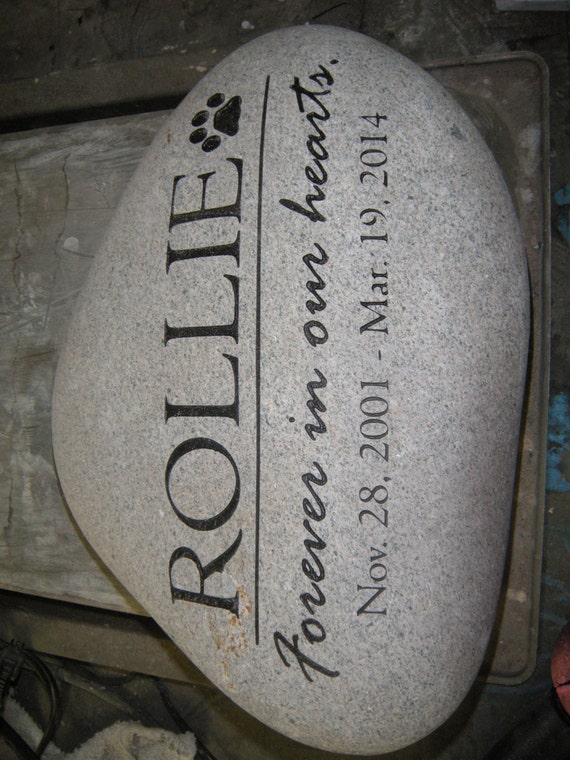 ROLLIE
Forever in our hearts.
Nov. 28, 2001 - Mar. 19, 2014